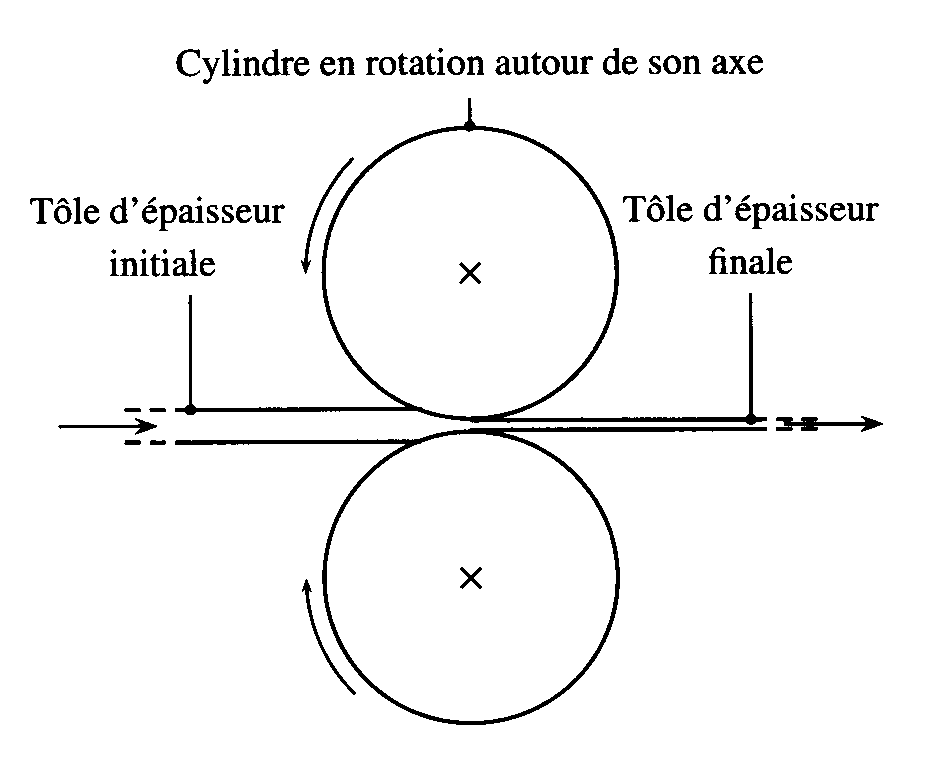 Cylindre en rotation autour de son axe
Tôle d'épaisseur
initiale
Tôle d'épaisseur
finale